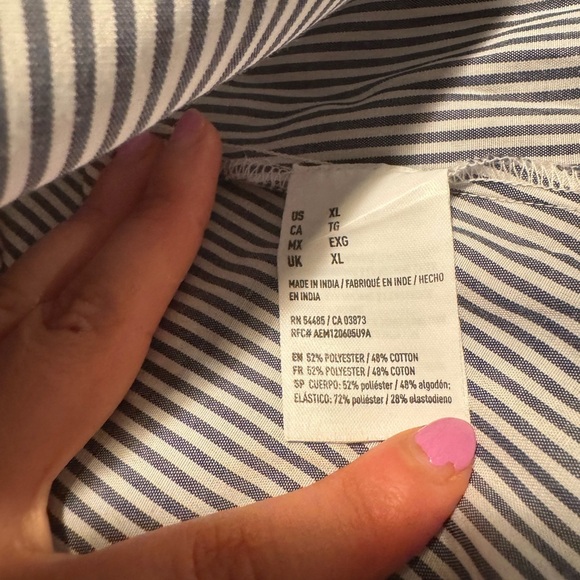 US XL
CA TG
MX EXG
UK XL
MADE IN INDIA / FABRIQUÉ EN INDE / HECHO
EN INDIA
RN 54485 / CA 03873
RFC# AEM120605U9A
EN 52% POLYESTER / 48% COTTON
FR 52% POLYESTER / 48% COTON
SP CUERPO: 52% poliéster / 48% algodón;
ELÁSTICO: 72% poliéster / 28% elastodieno